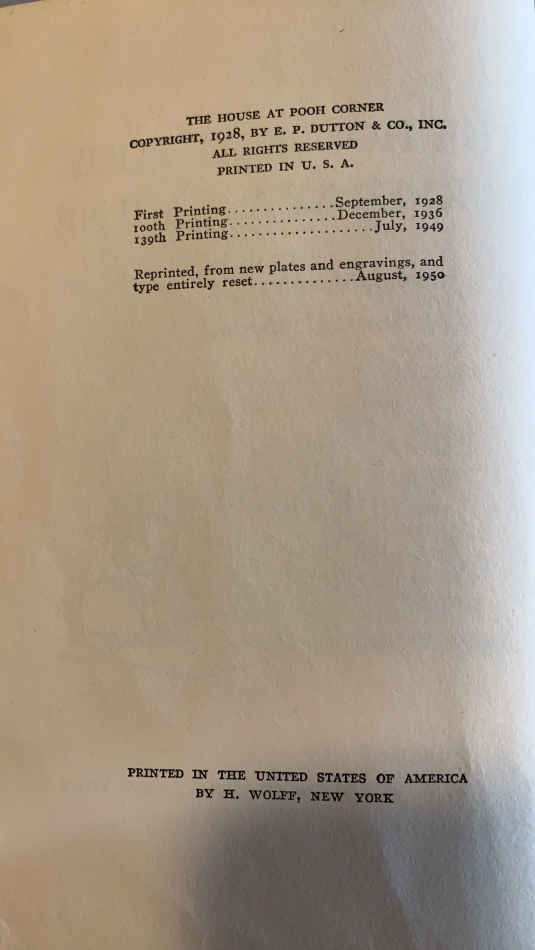 THE HOUSE AT POOH CORNER
COPYRIGHT, 1928, BY E. P. DUTTON & CO., INC.
ALL RIGHTS RESERVED
PRINTED IN U. S. A.
First Printing...............September, 1928
100th Printing...............December, 1936
139th Printing....................July, 1949
Reprinted, from new plates and engravings, and
type entirely reset..............August, 1950
PRINTED IN THE UNITED STATES OF AMERICA
BY H. WOLFF, NEW YORK